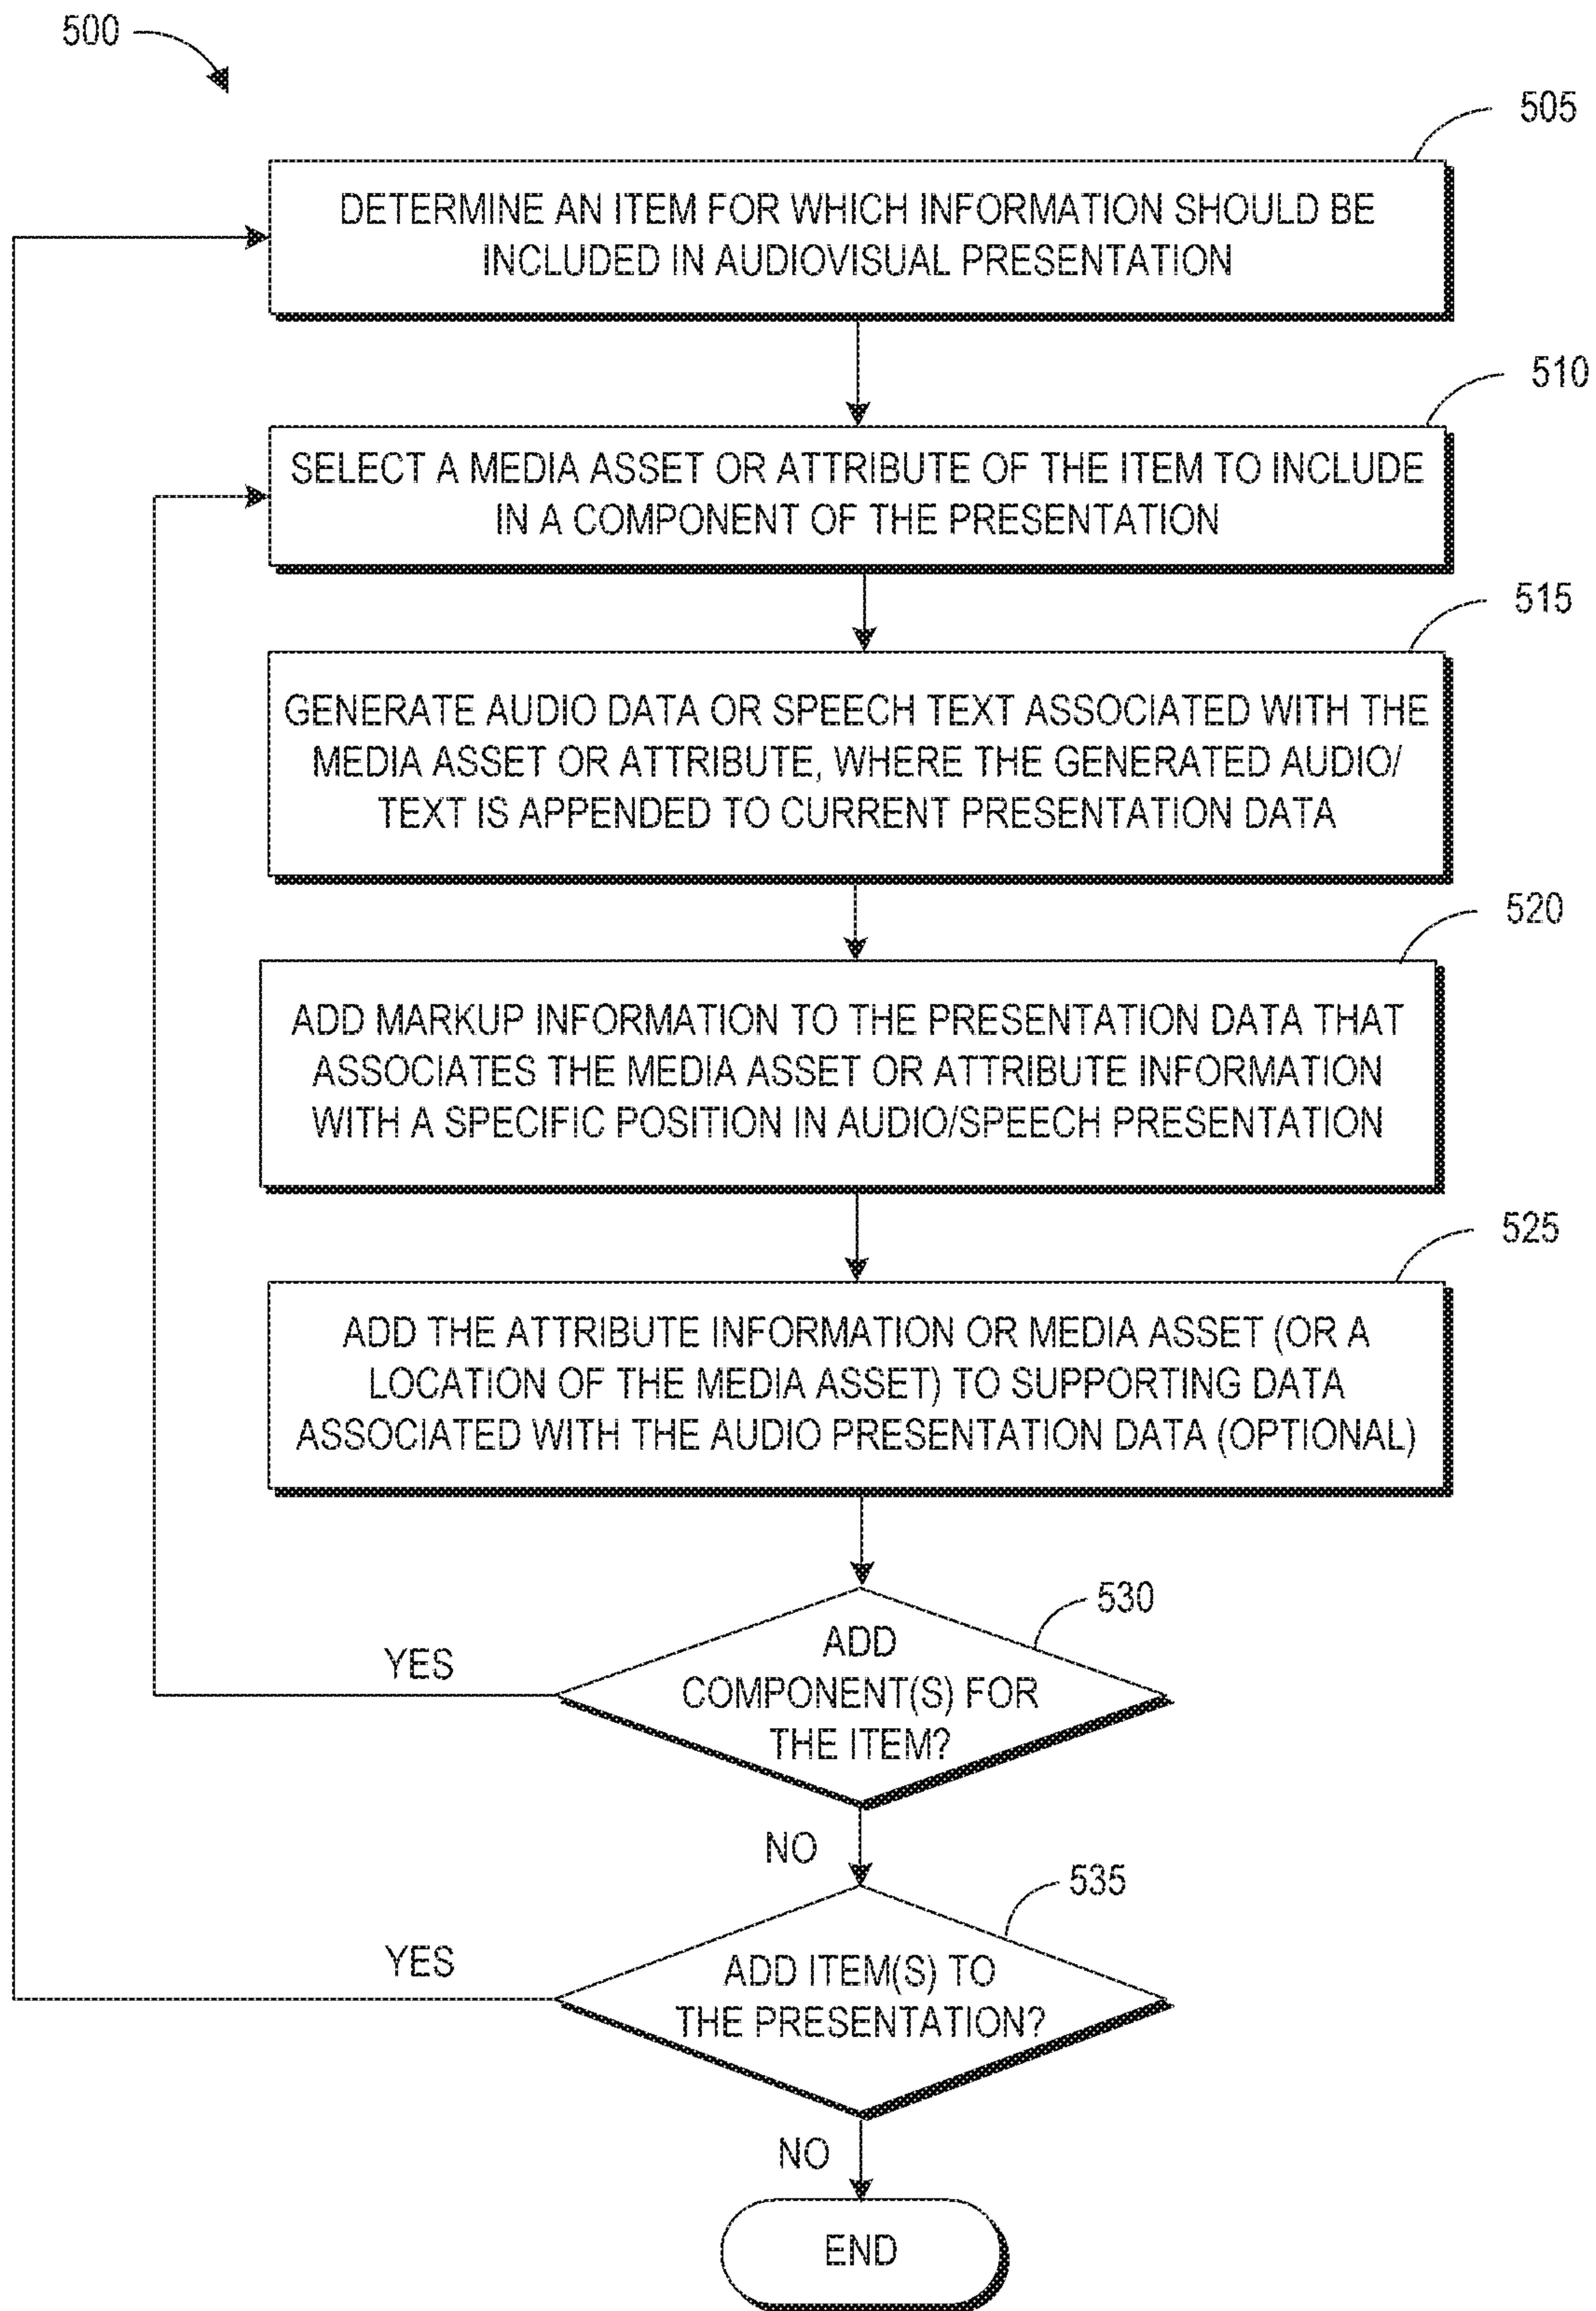 500
505
DETERMINE AN ITEM FOR WHICH INFORMATION SHOULD BE
INCLUDED IN AUDIOVISUAL PRESENTATION
510
SELECT A MEDIA ASSET OR ATTRIBUTE OF THE ITEM TO INCLUDE
IN A COMPONENT OF THE PRESENTATION
515
GENERATE AUDIO DATA OR SPEECH TEXT ASSOCIATED WITH THE
MEDIA ASSET OR ATTRIBUTE, WHERE THE GENERATED AUDIO/
TEXT IS APPENDED TO CURRENT PRESENTATION DATA
520
ADD MARKUP INFORMATION TO THE PRESENTATION DATA THAT
ASSOCIATES THE MEDIA ASSET OR ATTRIBUTE INFORMATION
WITH A SPECIFIC POSITION IN AUDIO/SPEECH PRESENTATION
525
ADD THE ATTRIBUTE INFORMATION OR MEDIA ASSET (OR A
LOCATION OF THE MEDIA ASSET) TO SUPPORTING DATA
ASSOCIATED WITH THE AUDIO PRESENTATION DATA (OPTIONAL)
530
YES
ADD
COMPONENT(S) FOR
THE ITEM?
NO
535
YES
ADD ITEM(S) TO
THE PRESENTATION?
NO
END